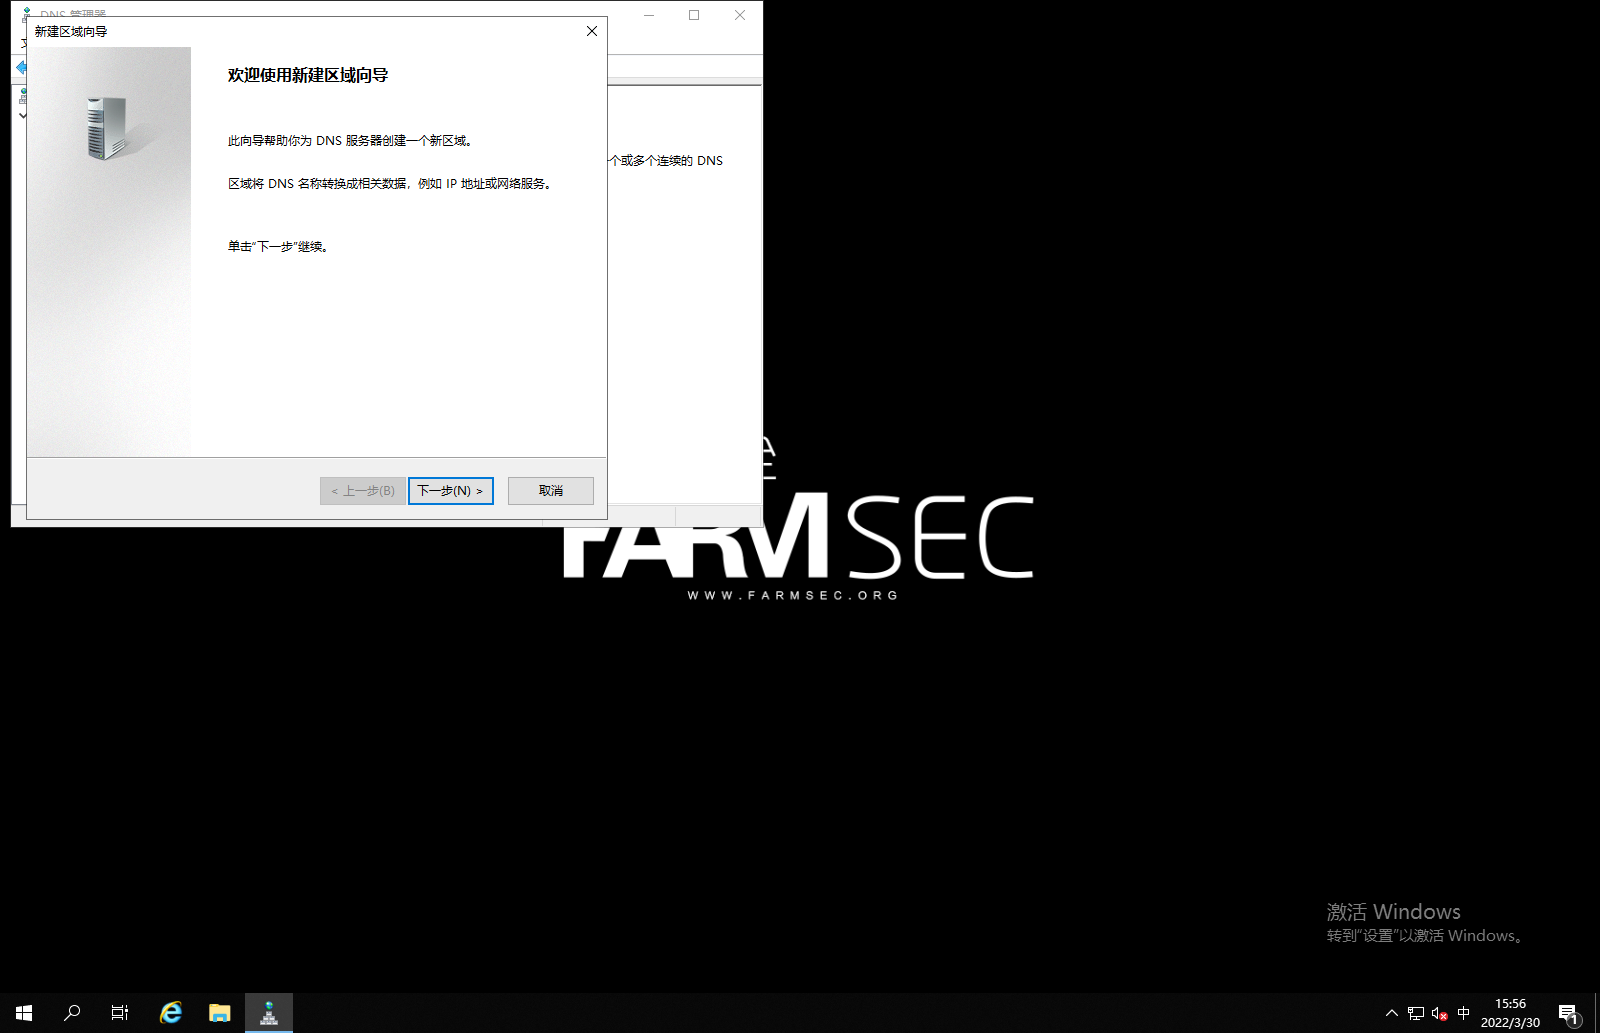 DNS 管理器
新建区域向导
欢迎使用新建区域向导
此向导帮助你为 DNS 服务器创建一个新区域。
个或多个连续的 DNS
区域将 DNS 名称转换成相关数据，例如 IP 地址或网络服务。
单击“下一步”继续。
< 上一步(B)
下一步(N) >
取消
FARMSEC
WWW.FARMSEC.ORG
激活 Windows
转到“设置”以激活 Windows。
中
15:56
2022/3/30
1